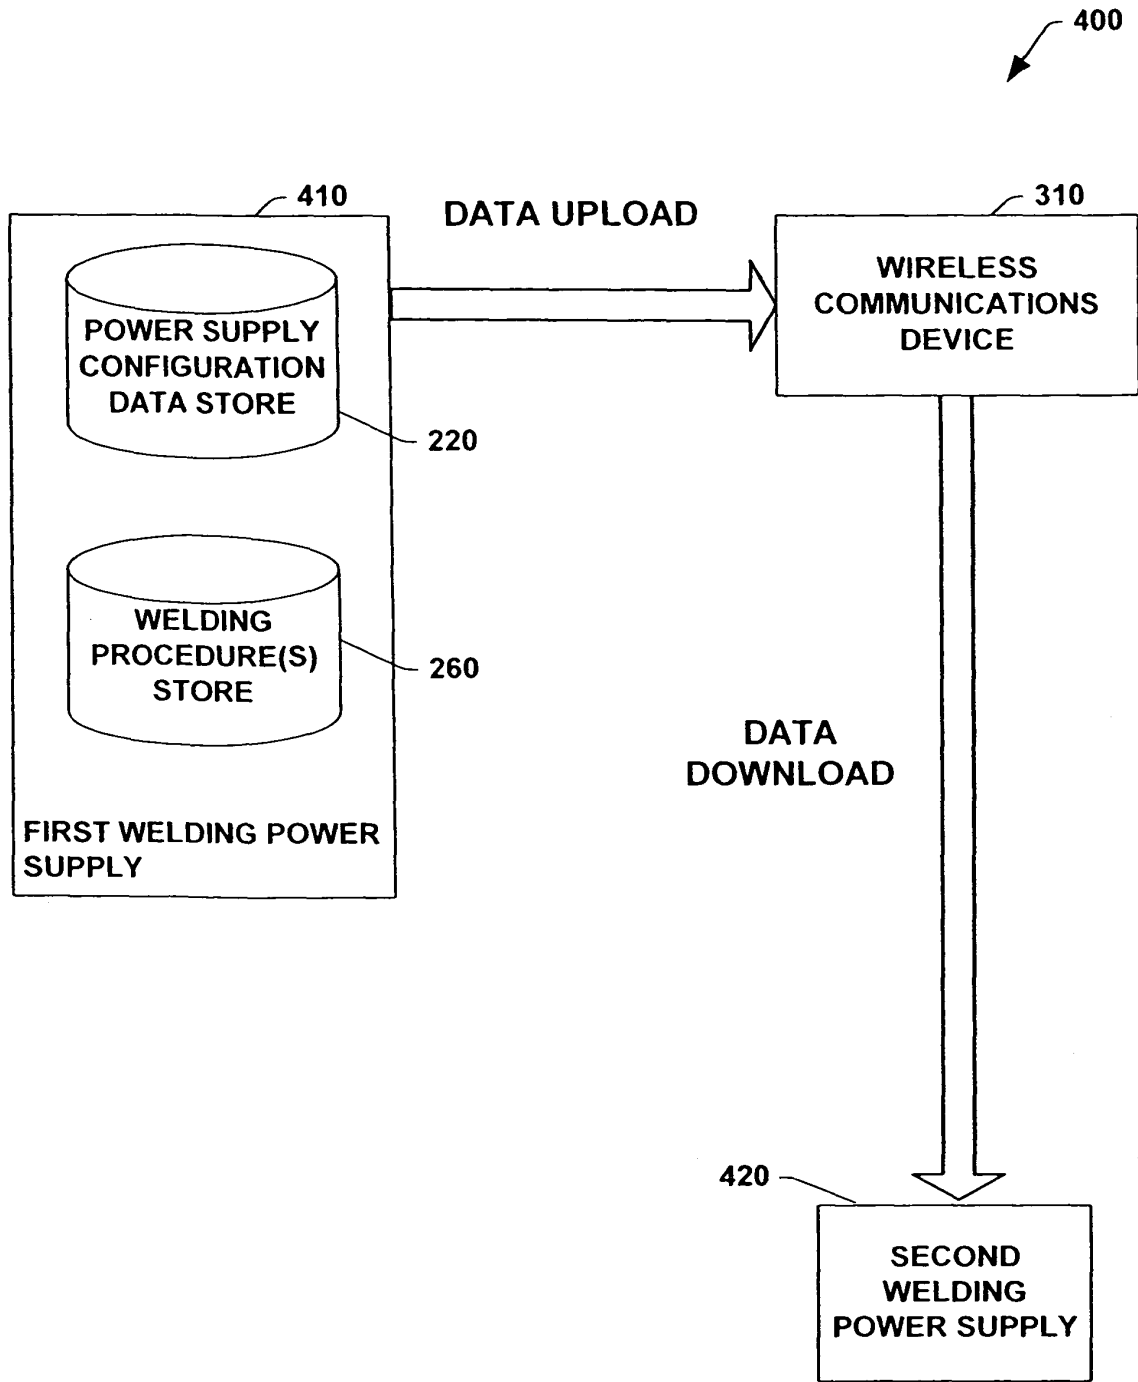 400
410
DATA UPLOAD
310
WIRELESS
COMMUNICATIONS
DEVICE
POWER SUPPLY
CONFIGURATION
DATA STORE
220
WELDING
PROCEDURE(S)
STORE
260
DATA
DOWNLOAD
FIRST WELDING POWER
SUPPLY
420
SECOND
WELDING
POWER SUPPLY